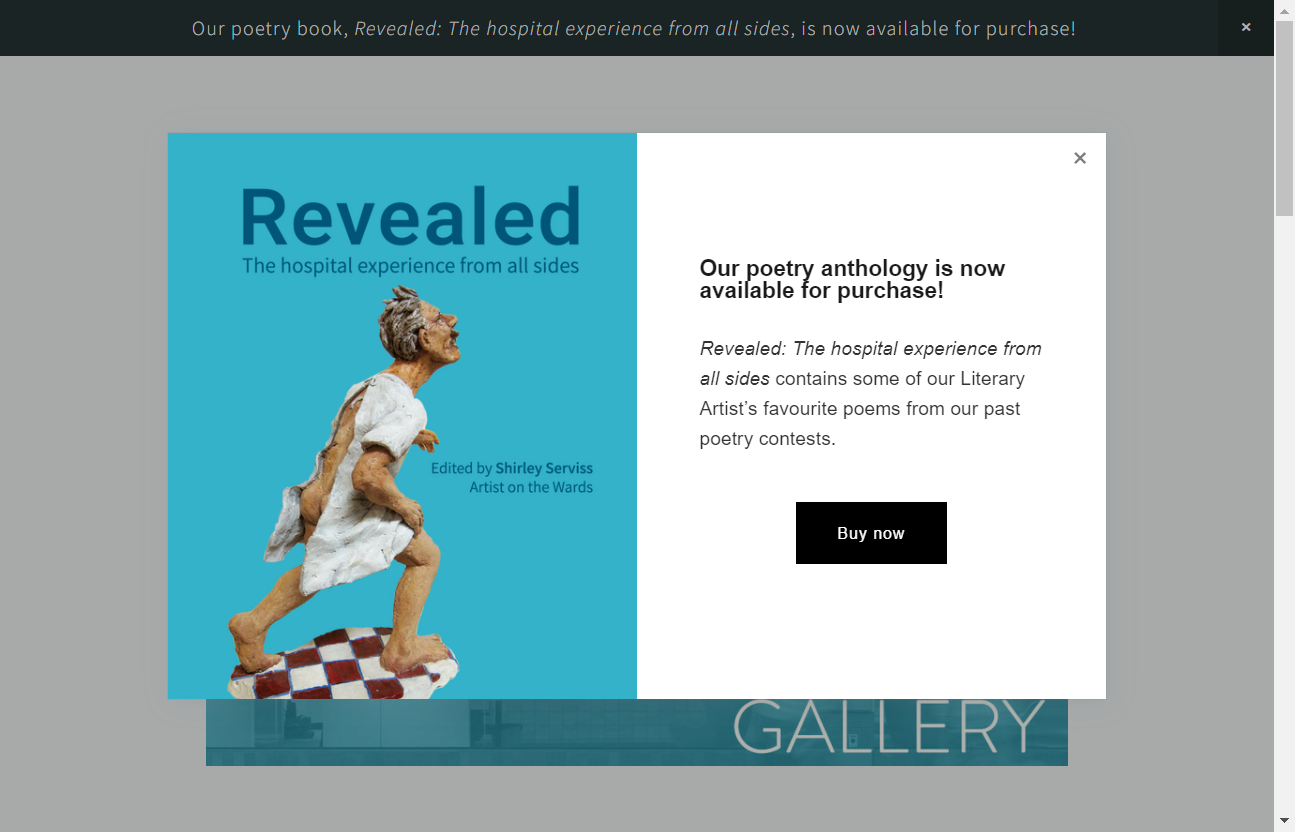 Our poetry book, Revealed: The hospital experience from all sides, is now available for purchase!
Revealed
The hospital experience from all sides
Edited by Shirley Serviss
Artist on the Wards
Our poetry anthology is now
available for purchase!
Revealed: The hospital experience from
all sides contains some of our Literary
Artist’s favourite poems from our past
poetry contests.
Buy now
GALLERY